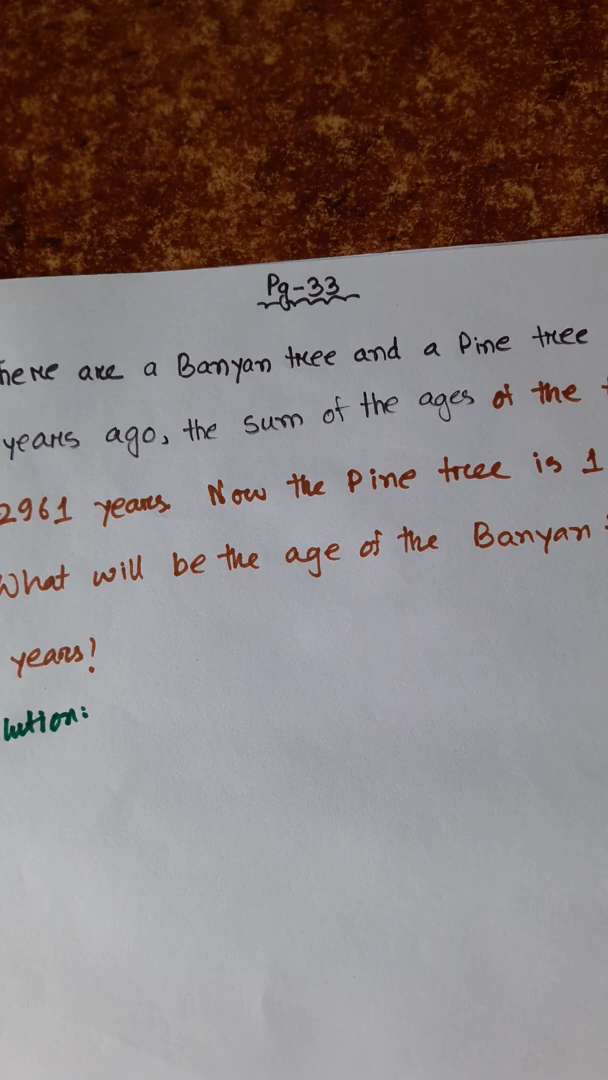 Pg-33
here are a Banyan tree and a Pine tree
years ago, the sum of the ages of the
2961 years. Now the Pine tree is 1
What will be the age of the Banyan
years?
lution: